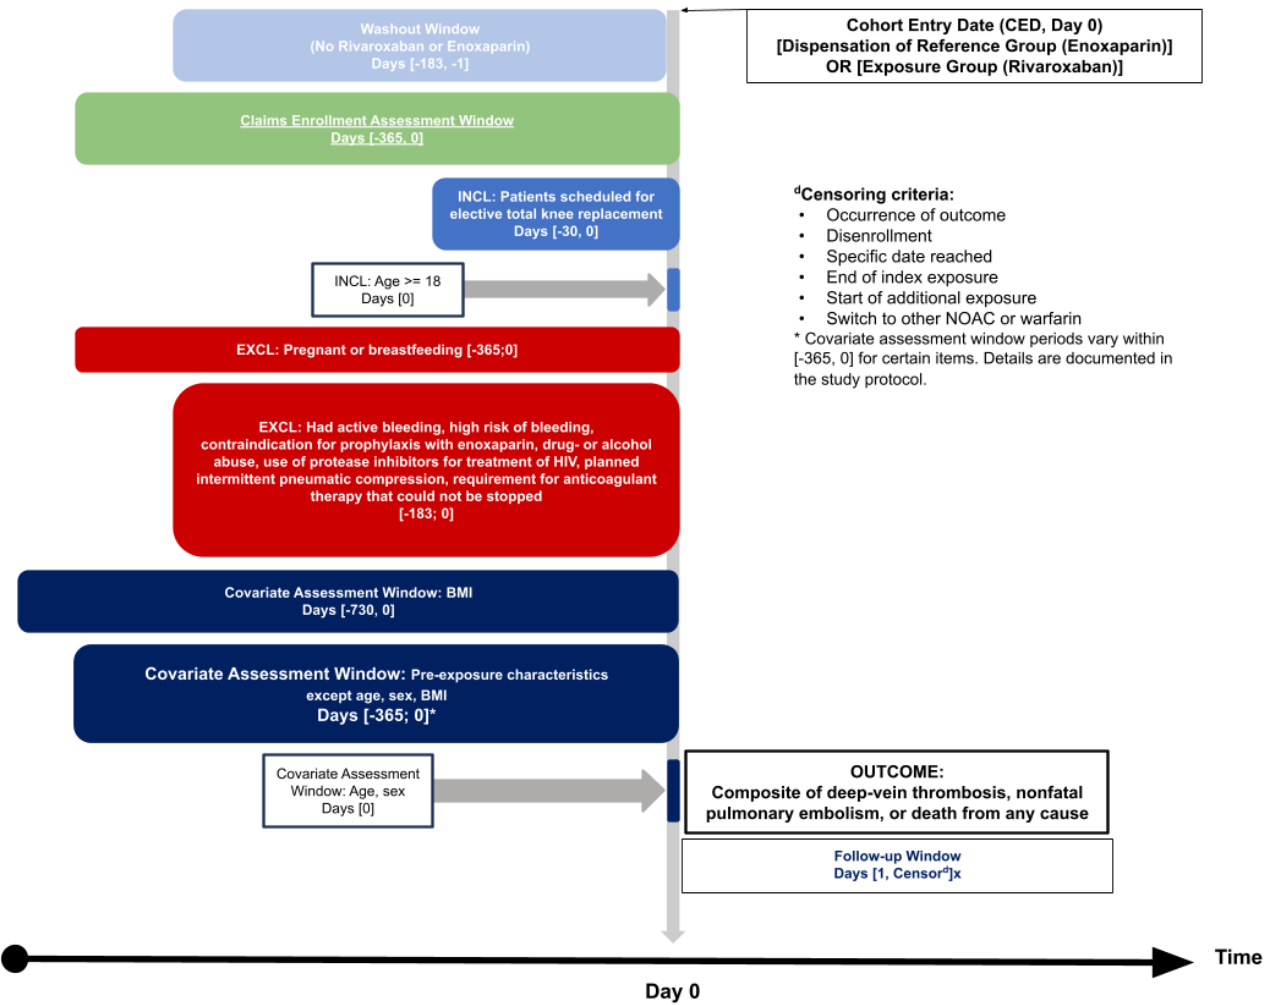 Washout Window
(No Rivaroxaban or Enoxaparin)
Days [-183, -1]
Cohort Entry Date (CED, Day 0)
[Dispensation of Reference Group (Enoxaparin)]
OR [Exposure Group (Rivaroxaban)]
Claims Enrollment Assessment Window
Days [-365, 0]
INCL: Patients scheduled for
elective total knee replacement
Days [-30, 0]
dCensoring criteria:
• Occurrence of outcome
• Disenrollment
• Specific date reached
• End of index exposure
• Start of additional exposure
• Switch to other NOAC or warfarin
* Covariate assessment window periods vary within
[-365, 0] for certain items. Details are documented in
the study protocol.
INCL: Age >= 18
Days [0]
EXCL: Pregnant or breastfeeding [-365;0]
EXCL: Had active bleeding, high risk of bleeding,
contraindication for prophylaxis with enoxaparin, drug- or alcohol
abuse, use of protease inhibitors for treatment of HIV, planned
intermittent pneumatic compression, requirement for anticoagulant
therapy that could not be stopped
[-183; 0]
Covariate Assessment Window: BMI
Days [-730, 0]
Covariate Assessment Window: Pre-exposure characteristics
except age, sex, BMI
Days [-365; 0]*
Covariate Assessment
Window: Age, sex
Days [0]
OUTCOME:
Composite of deep-vein thrombosis, nonfatal
pulmonary embolism, or death from any cause
Follow-up Window
Days [1, Censord]x
Time
Day 0